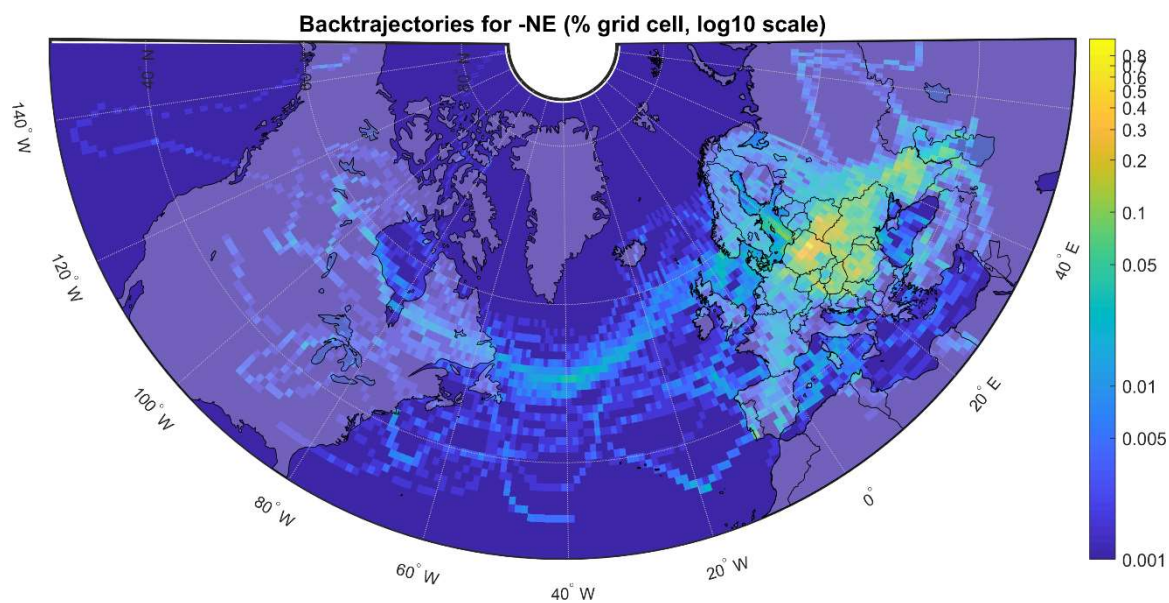 Backtrajectories for -NE (% grid cell, log10 scale)
0.8
0.7
0.6
0.5
0.4
0.3
0.2
0.1
0.05
0.01
0.005
0.001
140° W
120° W
100° W
80° W
60° W
40° W
20° W
0°
20° E
40° E